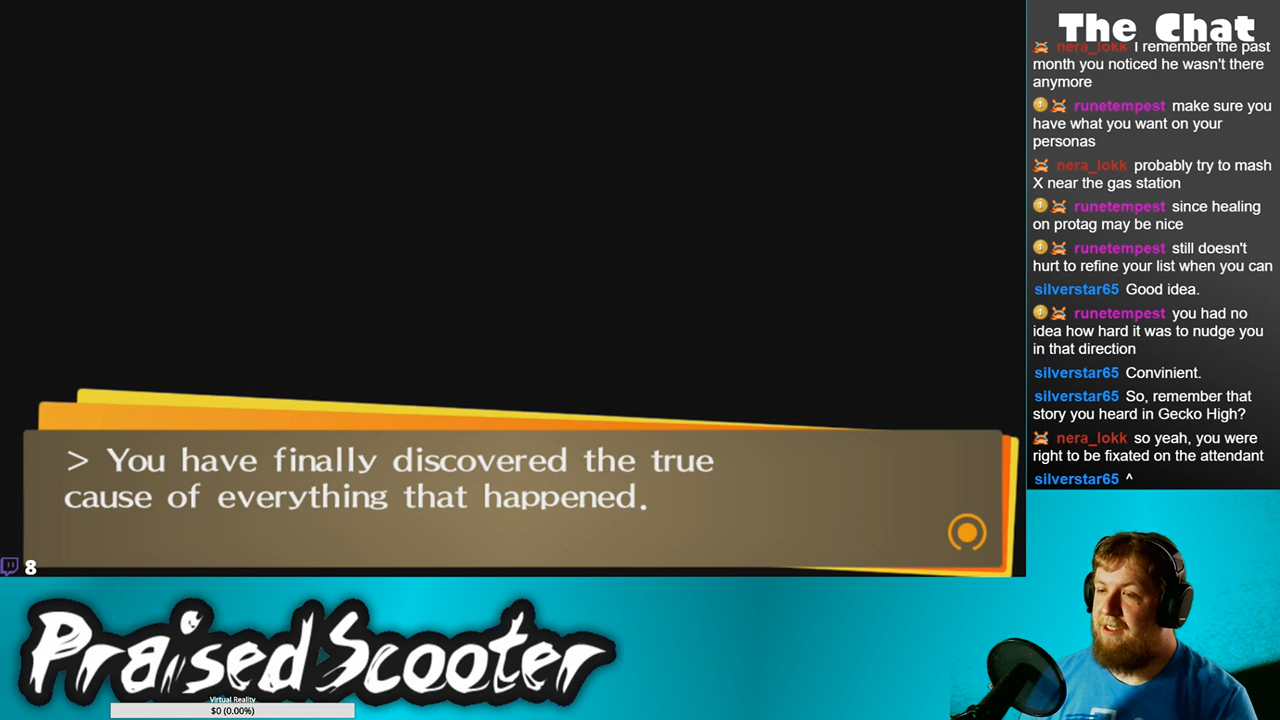 The Chat
nera_lokk I remember the past
month you noticed he wasn't there
anymore
runetempest make sure you
have what you want on your
personas
nera_lokk probably try to mash
X near the gas station
runetempest since healing
on protag may be nice
runetempest still doesn't
hurt to refine your list when you can
silverstar65 Good idea.
runetempest you had no
idea how hard it was to nudge you
in that direction
silverstar65 Convinient.
silverstar65 So, remember that
story you heard in Gecko High?
nera_lokk so yeah, you were
right to be fixated on the attendant
silverstar65 ^
> You have finally discovered the true
cause of everything that happened.
8
PraisedScooter
Virtual Reality
$0 (0.00%)